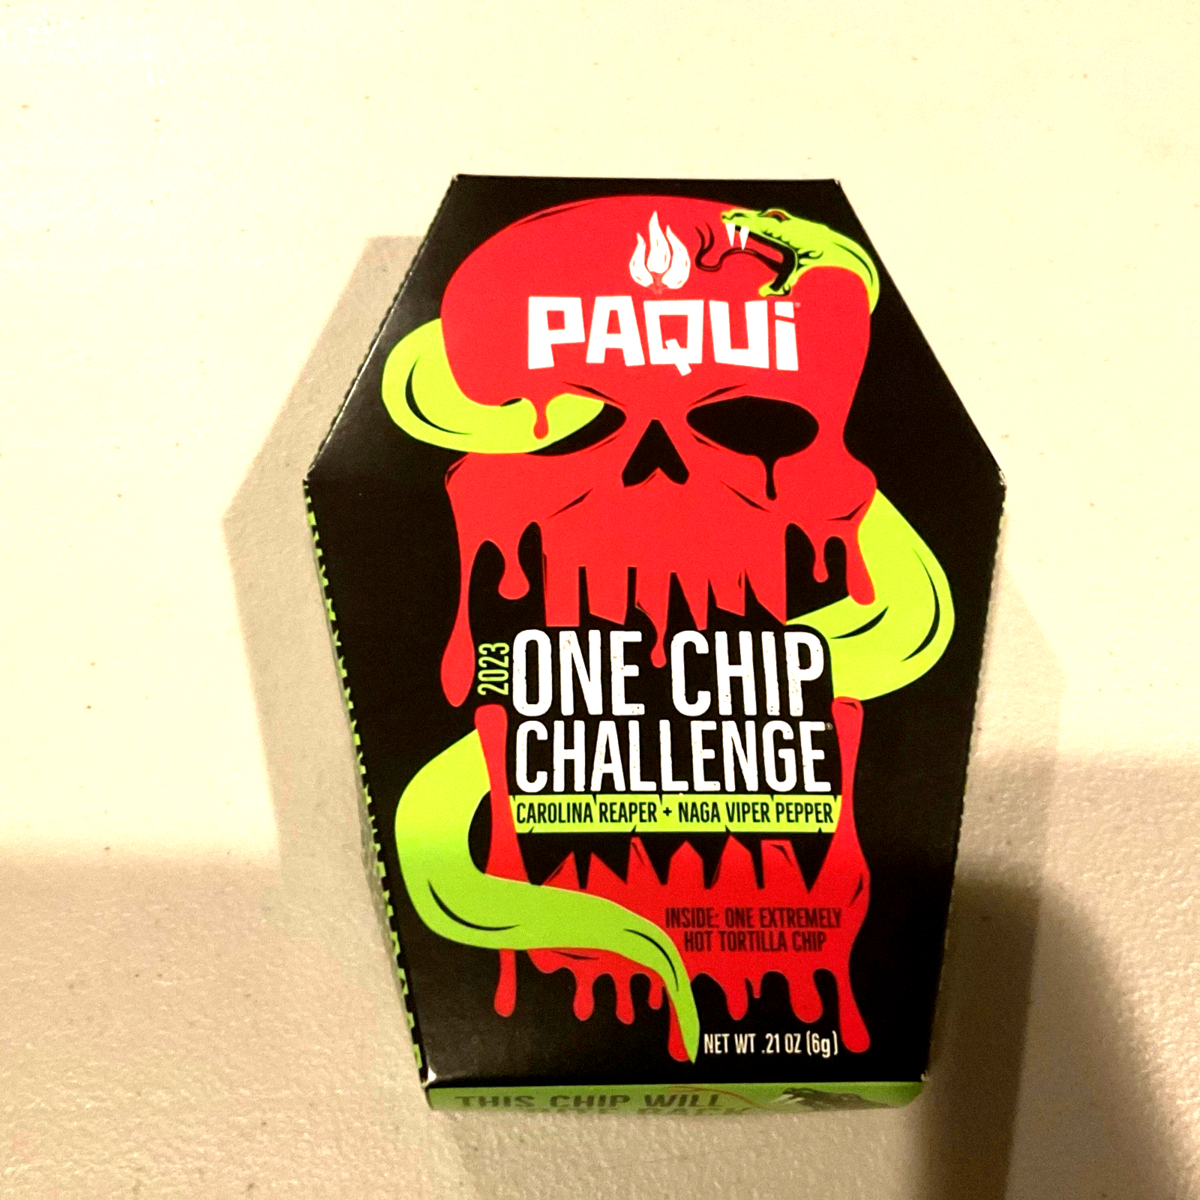 PAQUI
2023
ONE CHIP
CHALLENGE®
CAROLINA REAPER + NAGA VIPER PEPPER
INSIDE: ONE EXTREMELY
HOT TORTILLA CHIP
NET WT .21 OZ (6g)
THIS CHIP WILL
BACK